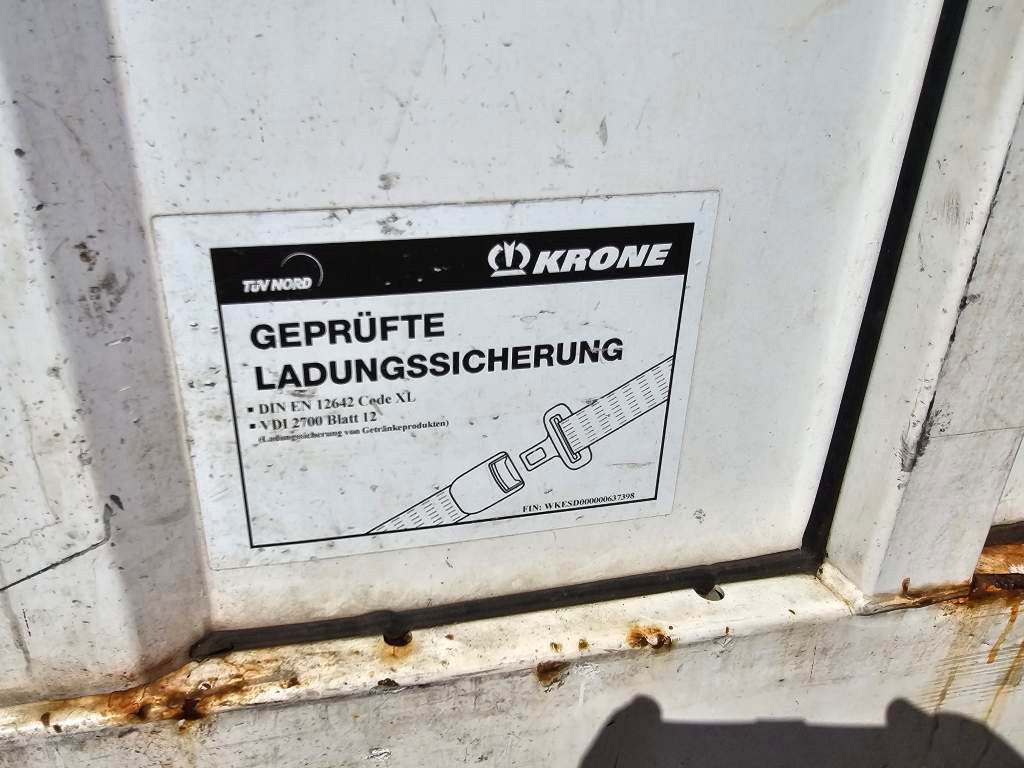 TÜV NORD KRONE
GEPRÜFTE
LADUNGSSICHERUNG
▪ DIN EN 12642 Code XL
▪ VDI 2700 Blatt 12
(Ladungssicherung von Getränkeprodukten)
FIN: WKESD000000637398